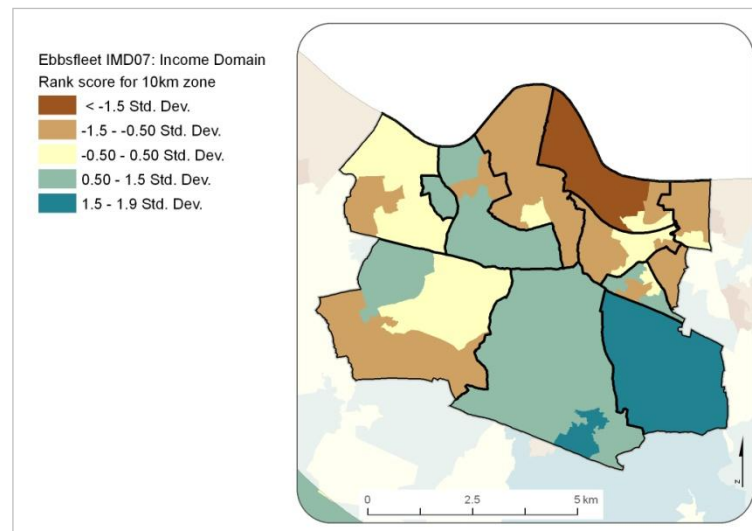 Ebbsfleet IMD07: Income Domain
Rank score for 10km zone
< -1.5 Std. Dev.
-1.5 - -0.50 Std. Dev.
-0.50 - 0.50 Std. Dev.
0.50 - 1.5 Std. Dev.
1.5 - 1.9 Std. Dev.
N
0 2.5 5 km